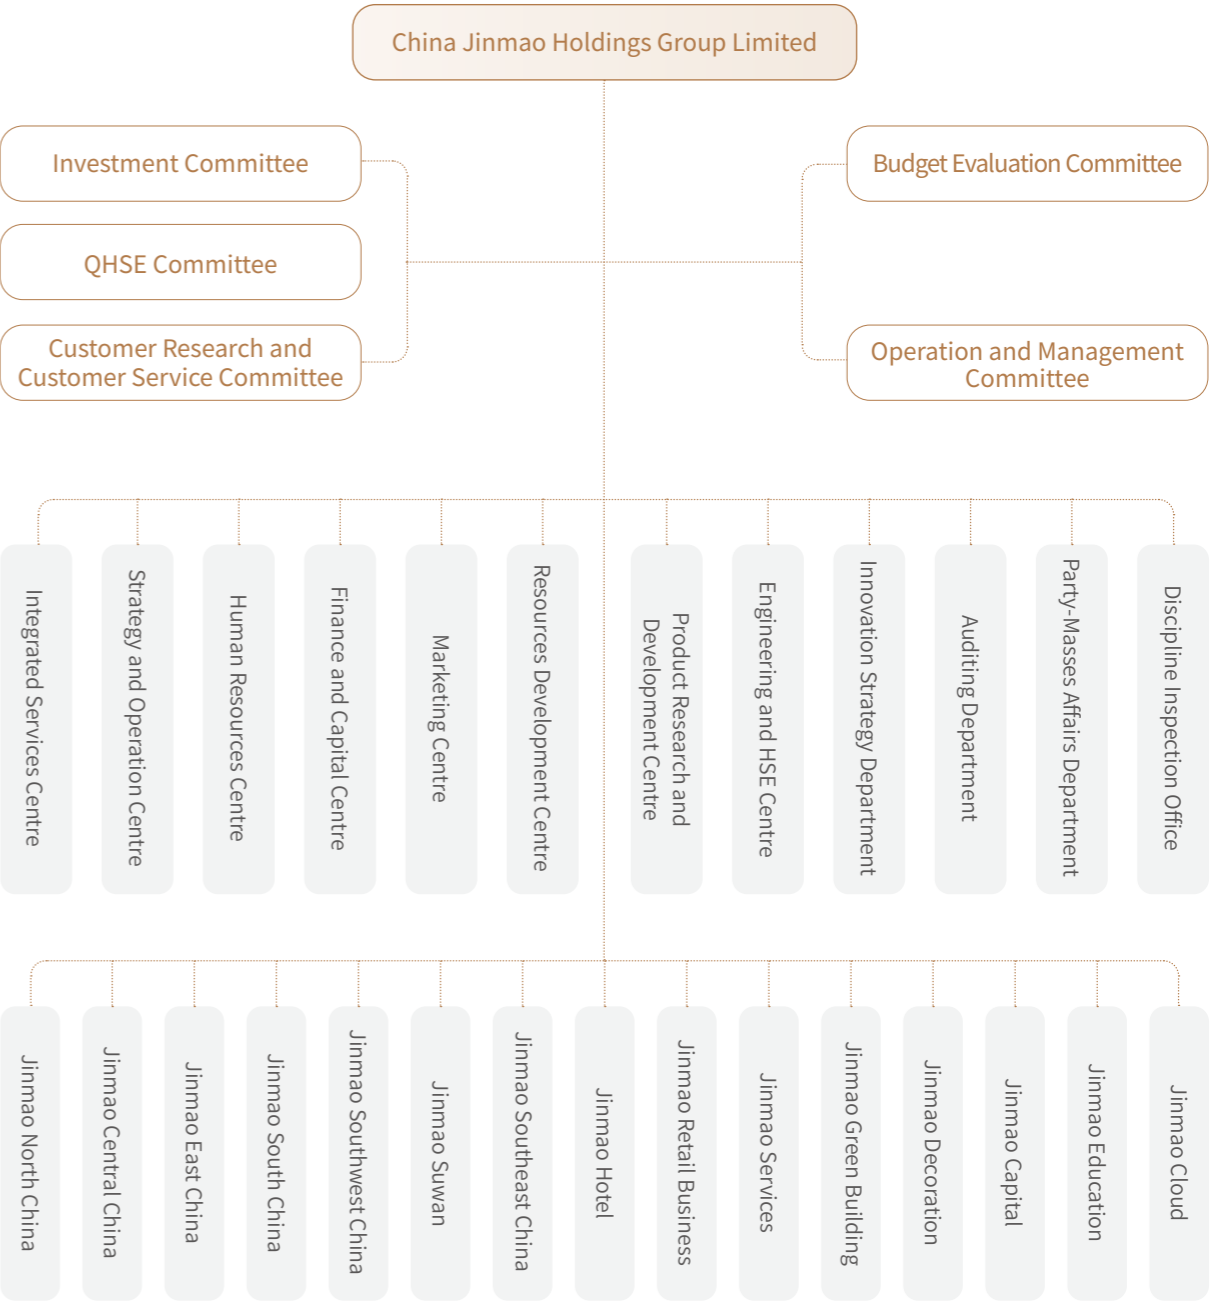 China Jinmao Holdings Group Limited
Investment Committee
Budget Evaluation Committee
QHSE Committee
Customer Research and
Customer Service Committee
Operation and Management
Committee
Integrated Services Centre
Strategy and Operation Centre
Human Resources Centre
Finance and Capital Centre
Marketing Centre
Resources Development Centre
Product Research and
Development Centre
Engineering and HSE Centre
Innovation Strategy Department
Auditing Department
Party-Masses Affairs Department
Discipline Inspection Office
Jinmao North China
Jinmao Central China
Jinmao East China
Jinmao South China
Jinmao Southwest China
Jinmao Suwan
Jinmao Southeast China
Jinmao Hotel
Jinmao Retail Business
Jinmao Services
Jinmao Green Building
Jinmao Decoration
Jinmao Capital
Jinmao Education
Jinmao Cloud